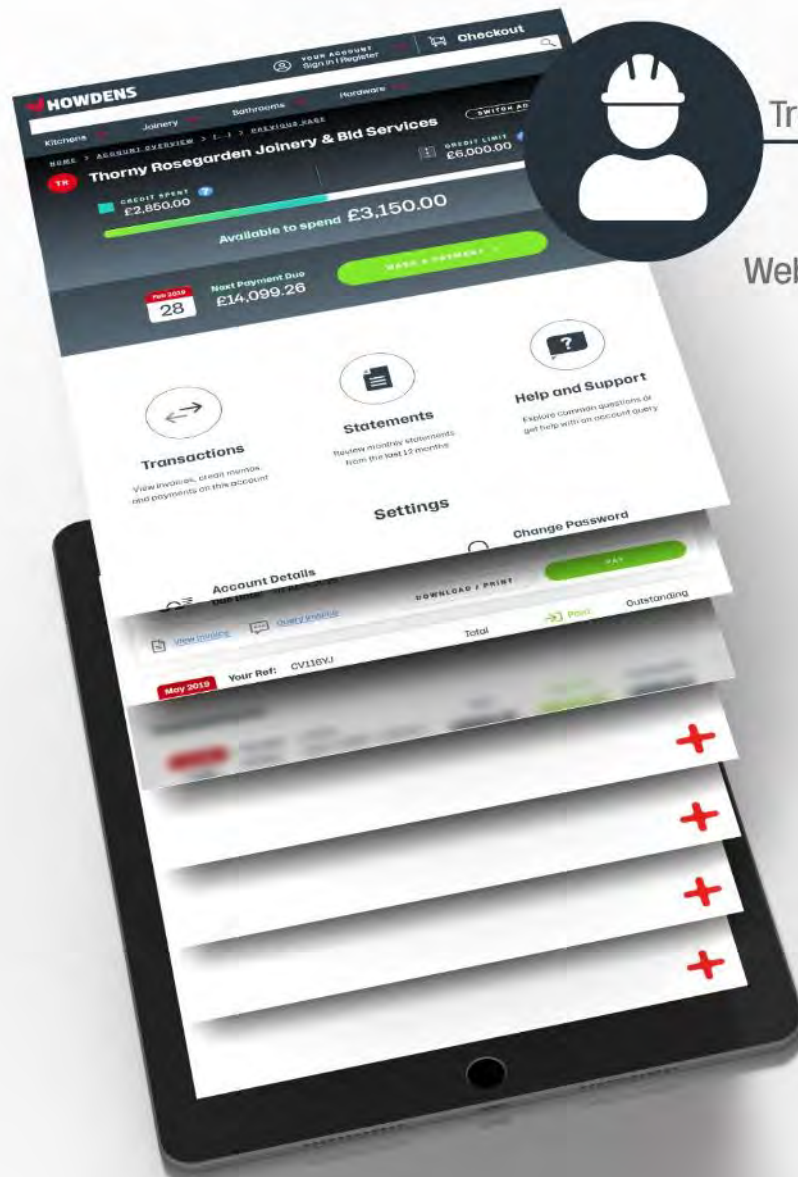 HOWDENS
YOUR ACCOUNT
Sign in | Register
Checkout
Kitchens
Joinery
Bathrooms
Hardware
HOME > ACCOUNT OVERVIEW > [...] > PREVIOUS PAGE
TR
Thorny Rosegarden Joinery & Bld Services
CREDIT SPENT ?
£2,850.00
CREDIT LIMIT
£6,000.00
Available to spend £3,150.00
Feb 2019
28
Next Payment Due
£14,099.26
MAKE A PAYMENT >
Transactions
View invoices, credit memos,
and payments on this account
Statements
Review monthly statements
from the last 12 months
?
Help and Support
Explore common questions or
get help with an account query
Settings
Account Details
Change Password
View Invoice
Query Invoice
DOWNLOAD / PRINT
PAY
May 2019
Your Ref: CV116YJ
Total
Outstanding